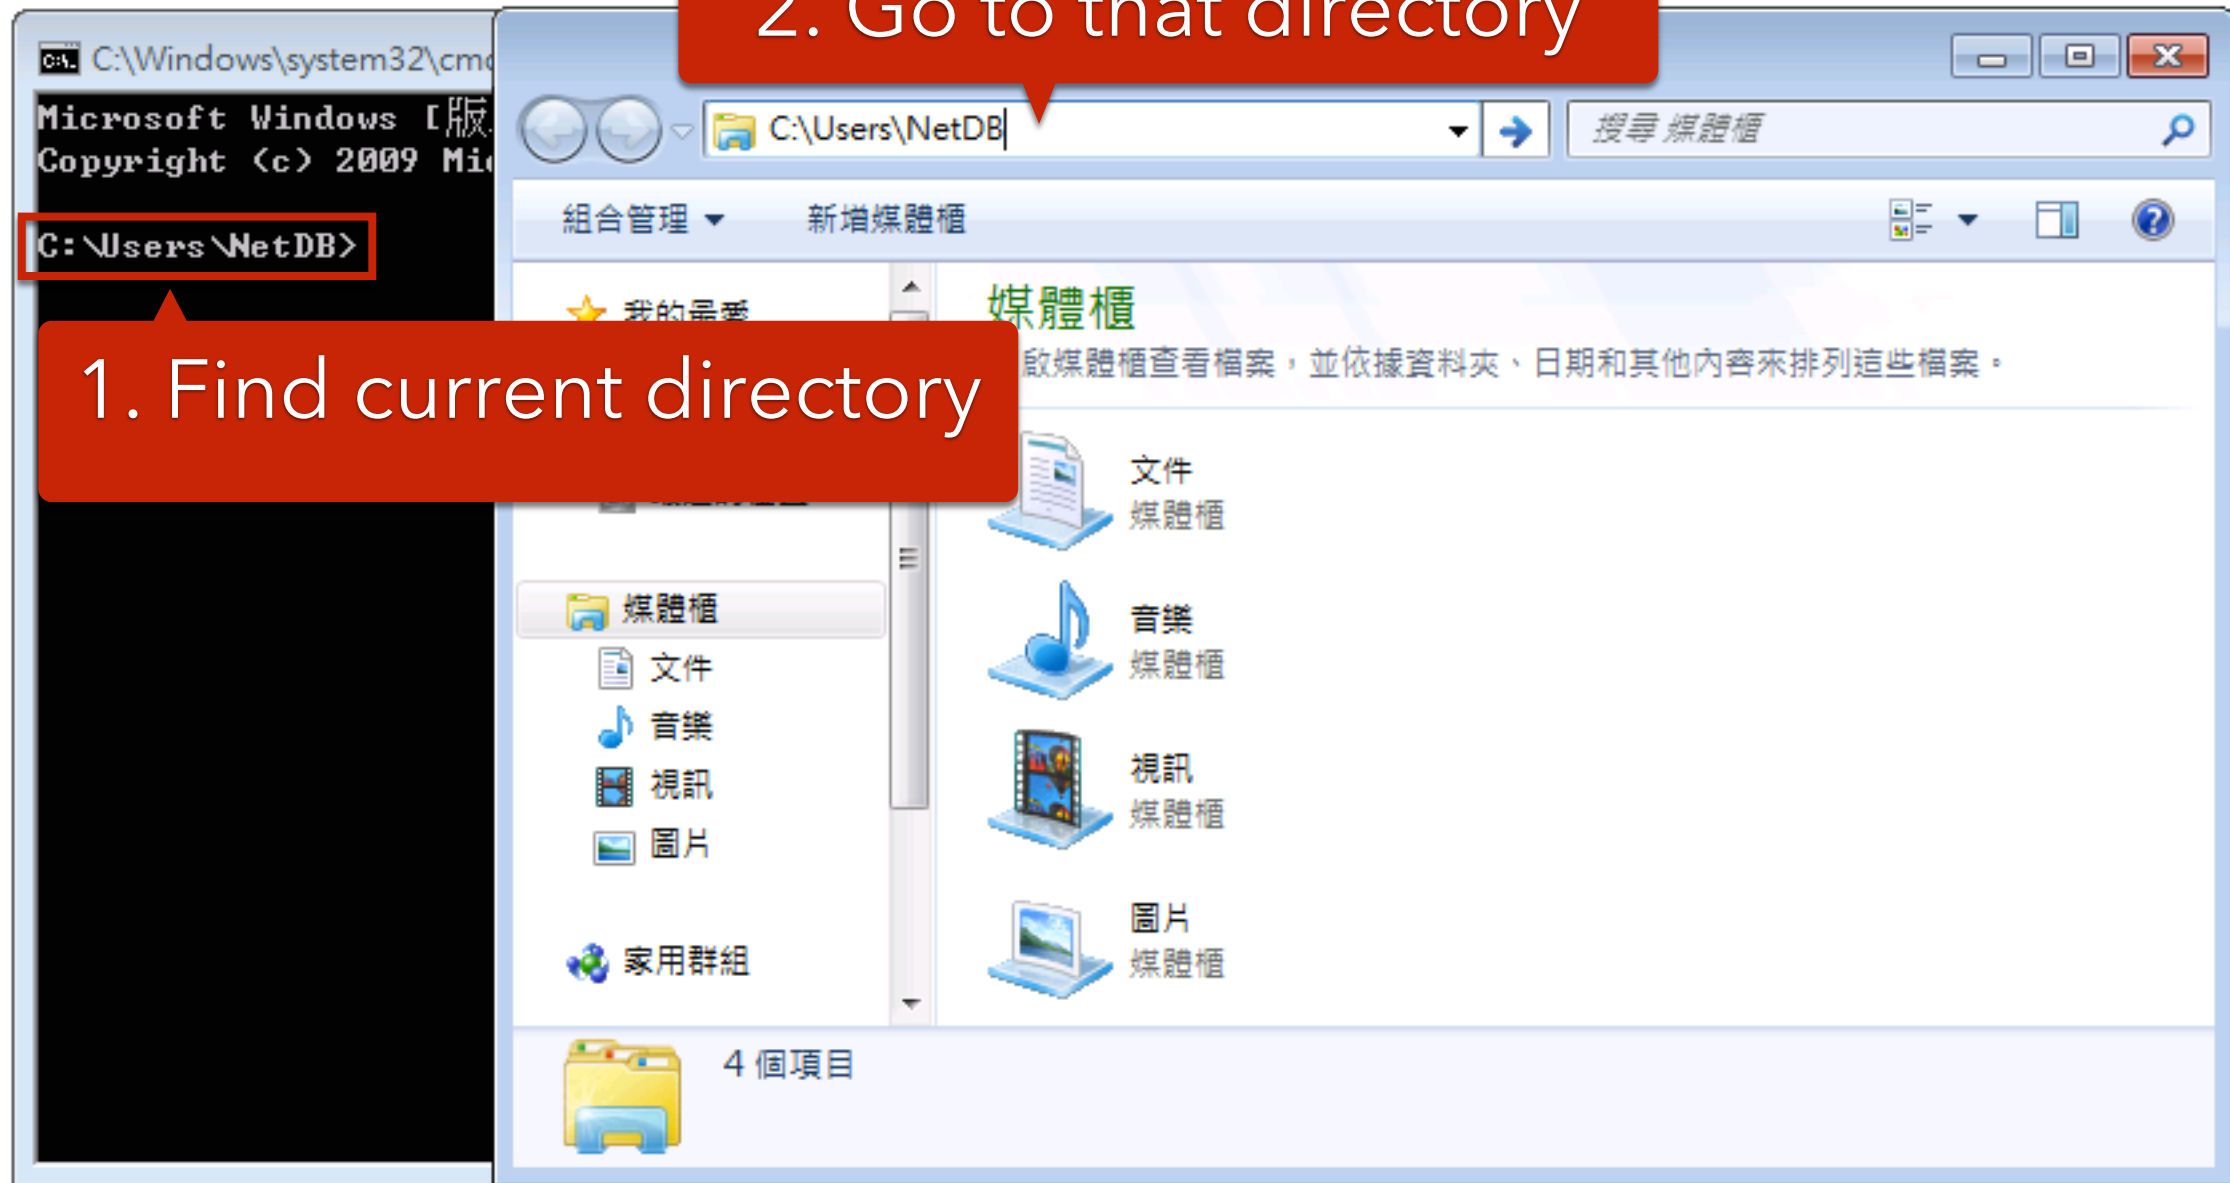 2. Go to that directory
C:\Windows\system32\cmd
Microsoft Windows [版
Copyright (c) 2009
C:\Users\NetDB>
1. Find current directory
C:\Users\NetDB
搜尋 媒體櫃
組合管理
新增媒體櫃
我的最愛
媒體櫃
文件
音樂
視訊
圖片
家用群組
媒體櫃
啟媒體櫃查看檔案，並依據資料夾、日期和其他內容來排列這些檔案。
文件
媒體櫃
音樂
媒體櫃
視訊
媒體櫃
圖片
媒體櫃
4 個項目